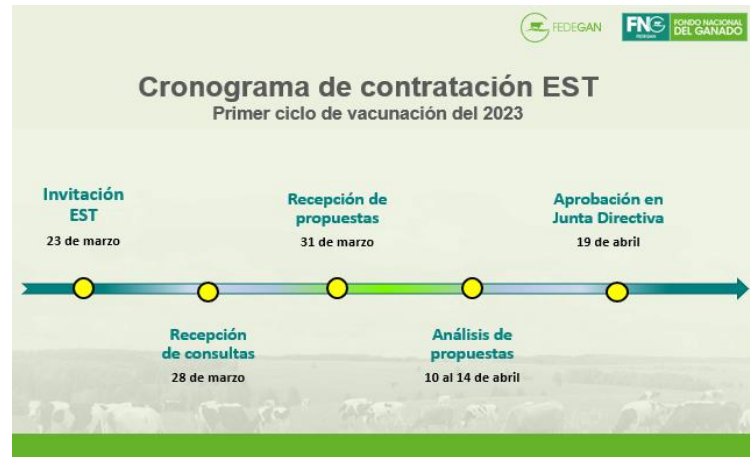 FEDEGAN
FNG
FEDEGAN
FONDO NACIONAL
DEL GANADO
Cronograma de contratación EST
Primer ciclo de vacunación del 2023
Invitación
EST
23 de marzo
Recepción
de consultas
28 de marzo
Recepción de
propuestas
31 de marzo
Análisis de
propuestas
10 al 14 de abril
Aprobación en
Junta Directiva
19 de abril